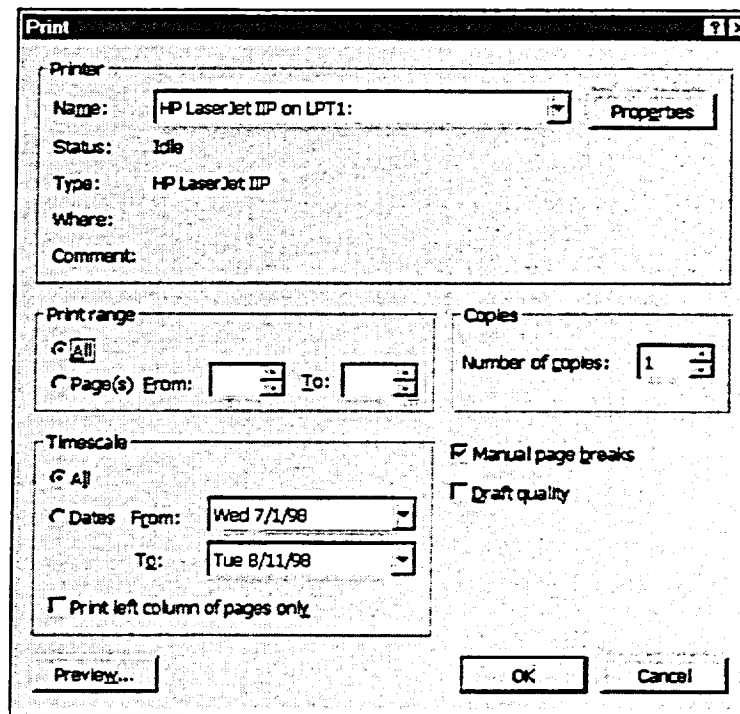 Print
Printer
Name: HP LaserJet IIP on LPT1: Properties
Status: Idle
Type: HP LaserJet IIP
Where:
Comment:
Print range
All
Page(s) From: To:
Copies
Number of copies: 1
Timescale
All
Dates From: Wed 7/1/98
To: Tue 8/11/98
Print left column of pages only
Manual page breaks
Draft quality
Preview... OK Cancel